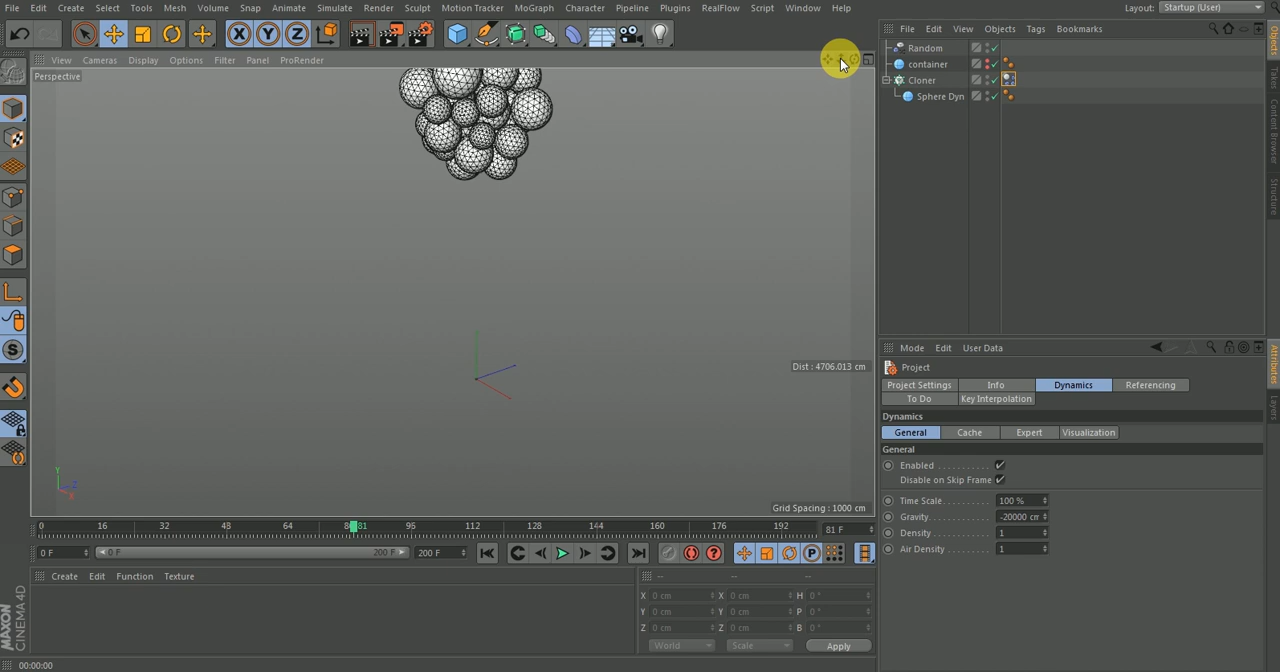 File Edit Create Select Tools Mesh Volume Snap Animate Simulate Render Sculpt Motion Tracker MoGraph Character Pipeline Plugins RealFlow Script Window Help Layout: Startup (User)
X Y Z
File Edit View Objects Tags Bookmarks
View Cameras Display Options Filter Panel ProRender
Perspective
Random
container
Cloner
Sphere Dyn
Objects
Takes
Content Browser
Structure
Dist : 4706.013 cm
Y
Z
X
Grid Spacing : 1000 cm
Mode Edit User Data
Project
Project Settings Info Dynamics Referencing
To Do Key Interpolation
Dynamics
General Cache Expert Visualization
General
Enabled
Disable on Skip Frame
Time Scale 100 %
Gravity -20000 cm
Density 1
Air Density 1
Attributes
Layers
0 16 32 48 64 81 95 112 128 144 160 176 192 81 F
0 F 0 F 200 F 200 F
P
Create Edit Function Texture
-- -- --
X 0 cm X 0 cm H 0 °
Y 0 cm Y 0 cm P 0 °
Z 0 cm Z 0 cm B 0 °
World Scale Apply
MAXON
CINEMA 4D
00:00:00